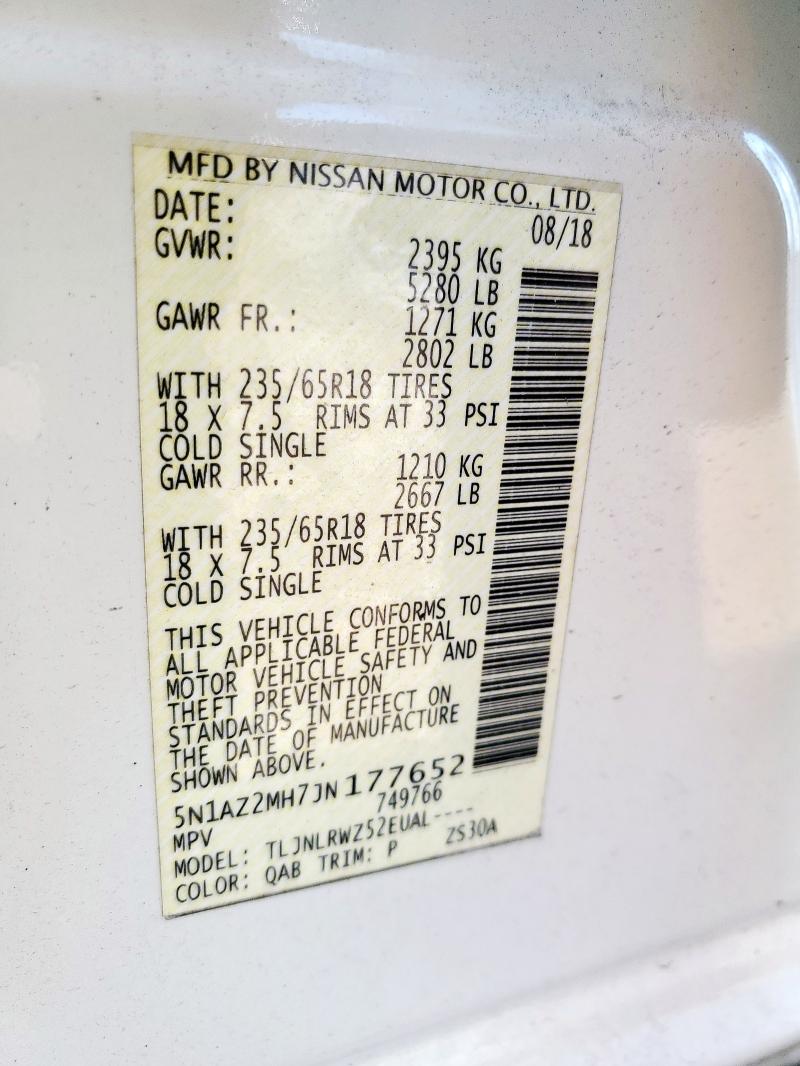 MFD BY NISSAN MOTOR CO., LTD.
DATE: 08/18
GVWR: 2395 KG
5280 LB
GAWR FR.: 1271 KG
2802 LB
WITH 235/65R18 TIRES
18 X 7.5 RIMS AT 33 PSI
COLD SINGLE
GAWR RR.: 1210 KG
2667 LB
WITH 235/65R18 TIRES
18 X 7.5 RIMS AT 33 PSI
COLD SINGLE
THIS VEHICLE CONFORMS TO
ALL APPLICABLE FEDERAL
MOTOR VEHICLE SAFETY AND
THEFT PREVENTION
STANDARDS IN EFFECT ON
THE DATE OF MANUFACTURE
SHOWN ABOVE.
5N1AZ2MH7JN177652
MPV 749766
MODEL: TLJNLRWZ52EUAL----
COLOR: QAB TRIM: P ZS30A